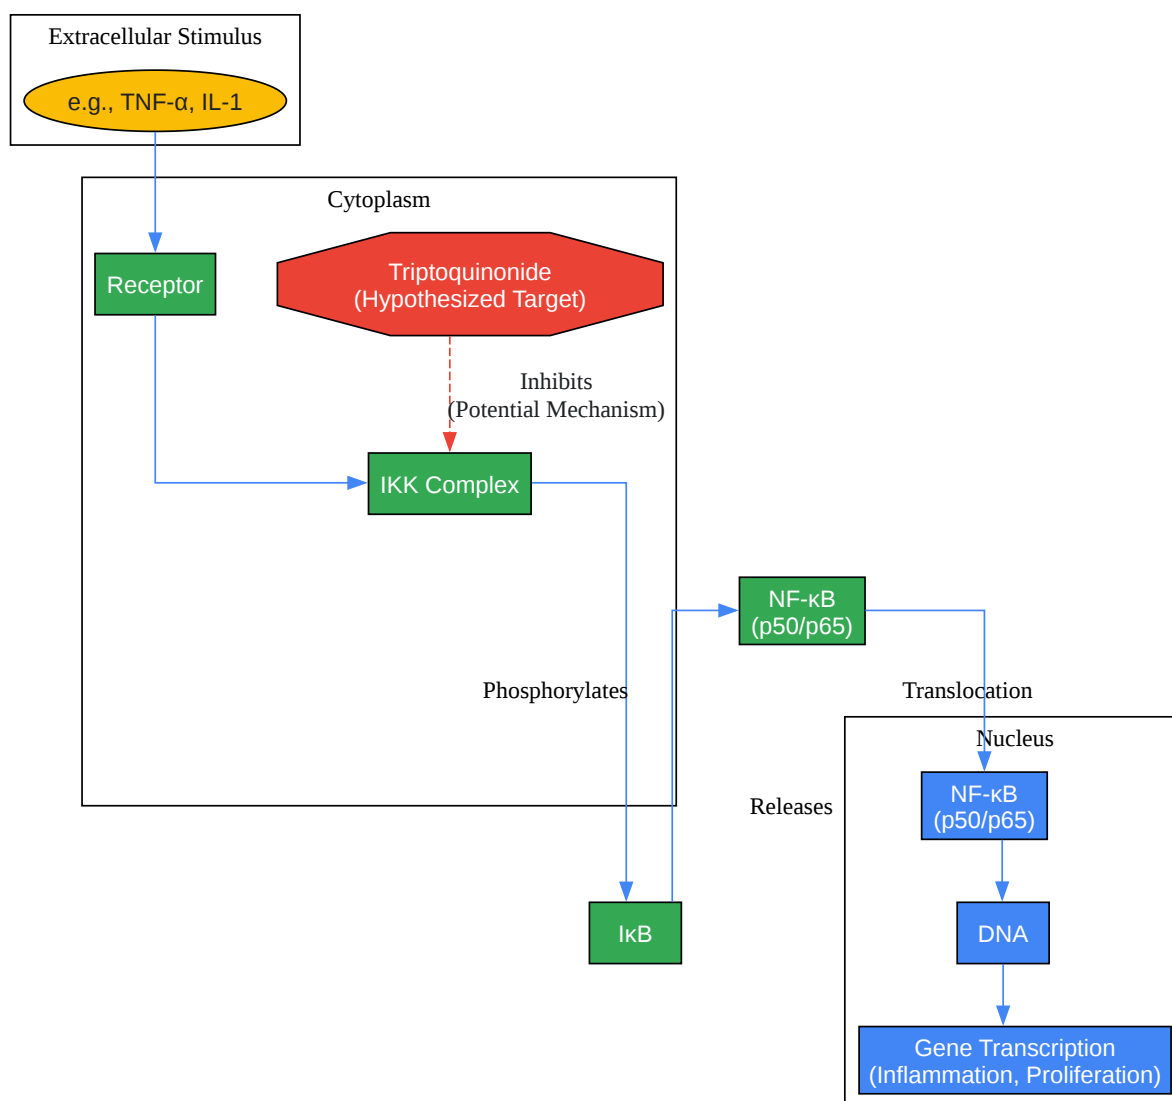 Extracellular Stimulus
e.g., TNF-α, IL-1
Cytoplasm
Receptor
Triptoquinonide
(Hypothesized Target)
Inhibits
(Potential Mechanism)
IKK Complex
NF-κB
(p50/p65)
Phosphorylates
Translocation
Nucleus
Releases
NF-κB
(p50/p65)
IκB
DNA
Gene Transcription
(Inflammation, Proliferation)